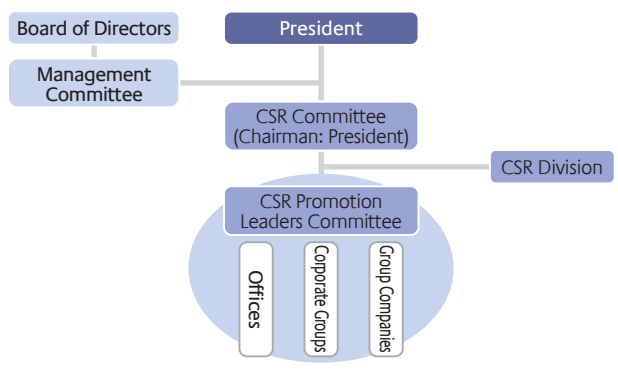 Board of Directors
President
Management
Committee
CSR Committee
(Chairman: President)
CSR Division
CSR Promotion
Leaders Committee
Offices
Corporate Groups
Group Companies